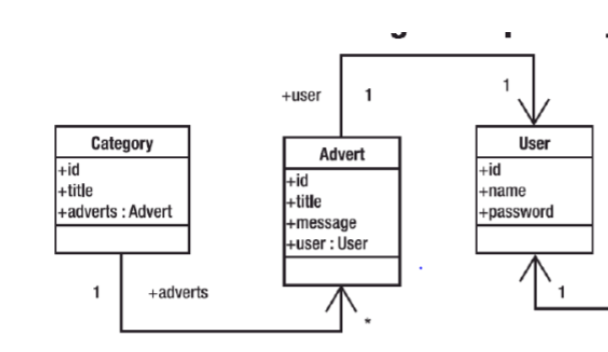 +user
1
1
Category
+id
+title
+adverts : Advert
Advert
+id
+title
+message
+user : User
User
+id
+name
+password
1
+adverts
*
1